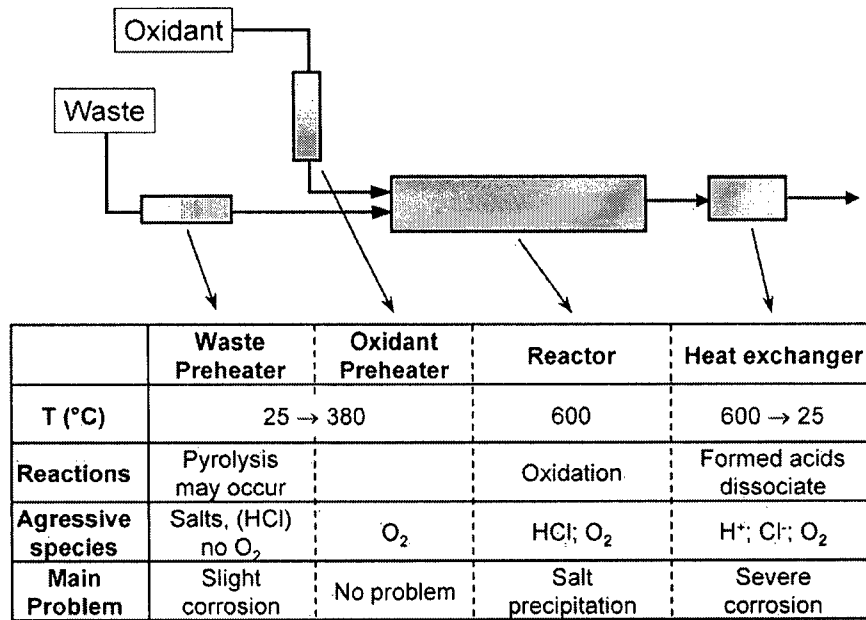 Oxidant
Waste
Waste Preheater
Oxidant Preheater
Reactor
Heat exchanger
T (°C)
25 → 380
600
600 → 25
Reactions
Pyrolysis may occur
Oxidation
Formed acids dissociate
Agressive species
Salts, (HCl) no O₂
O₂
HCl; O₂
H⁺; Cl⁻; O₂
Main Problem
Slight corrosion
No problem
Salt precipitation
Severe corrosion